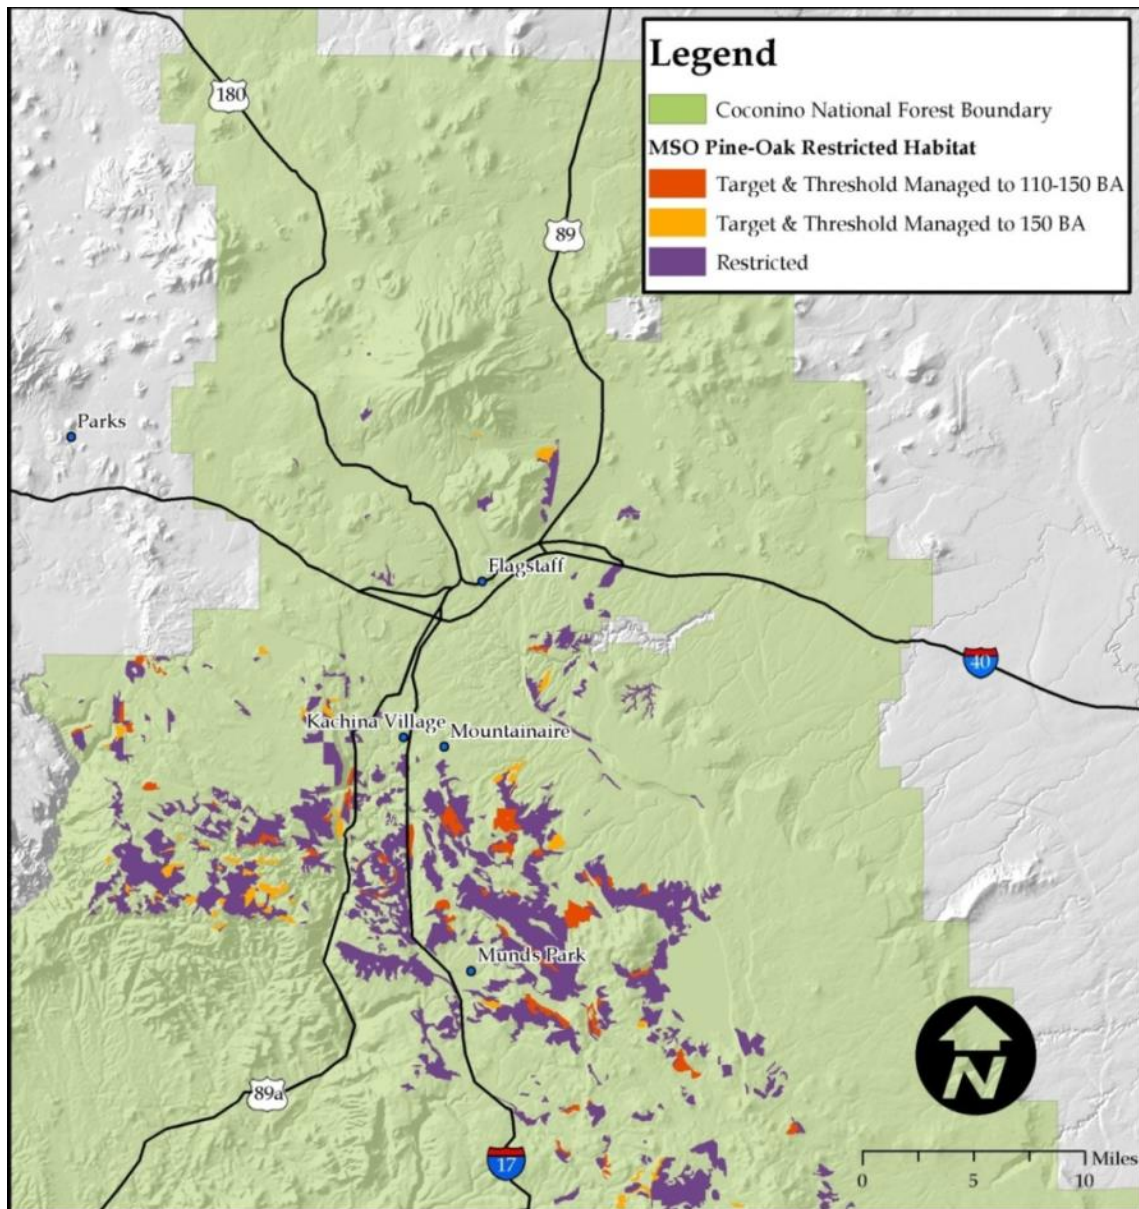 Legend
Coconino National Forest Boundary
MSO Pine-Oak Restricted Habitat
Target & Threshold Managed to 110-150 BA
Target & Threshold Managed to 150 BA
Restricted
180
89
Parks
Flagstaff
40
Kachina Village
Mountainaire
Munds Park
89a
17
N
Miles
0 5 10